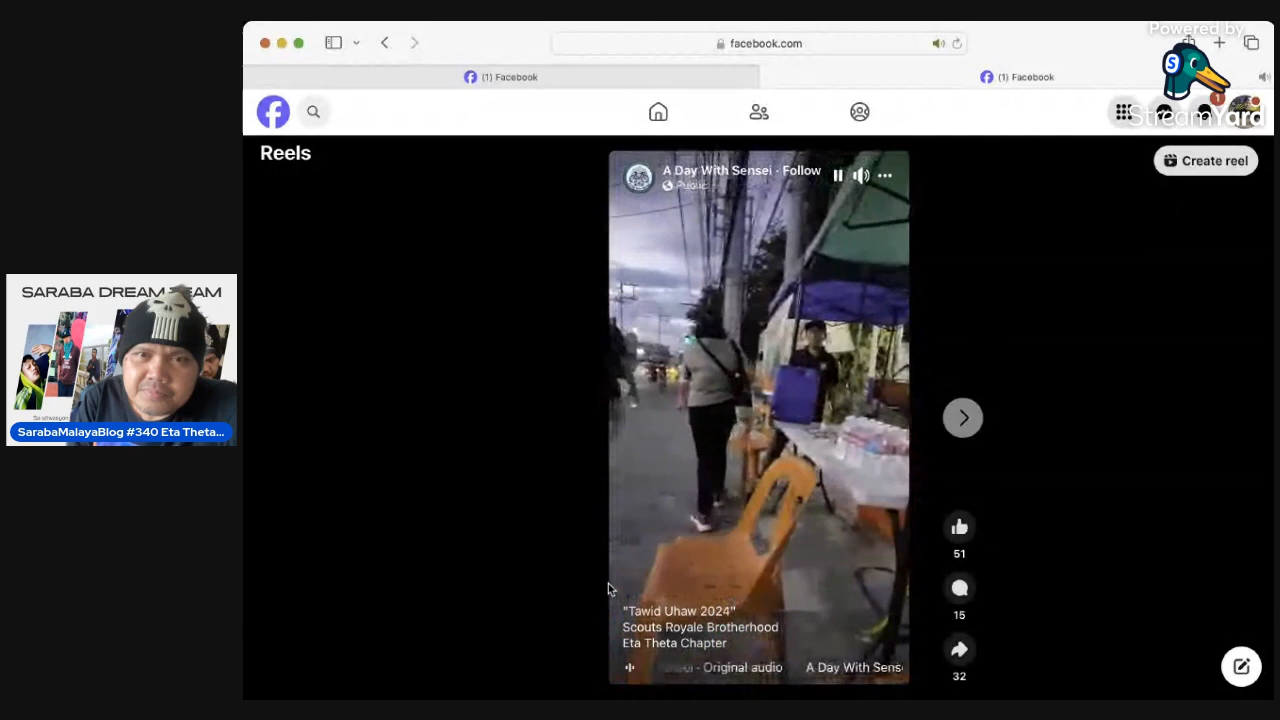 Powered by
facebook.com
(1) Facebook
(1) Facebook
StreamYard
Reels
Create reel
A Day With Sensei · Follow
Public
SARABA DREAM TEAM
SarabaMalayaBlog #340 Eta Theta...
"Tawid Uhaw 2024"
Scouts Royale Brotherhood
Eta Theta Chapter
Original audio A Day With Sens
51
15
32